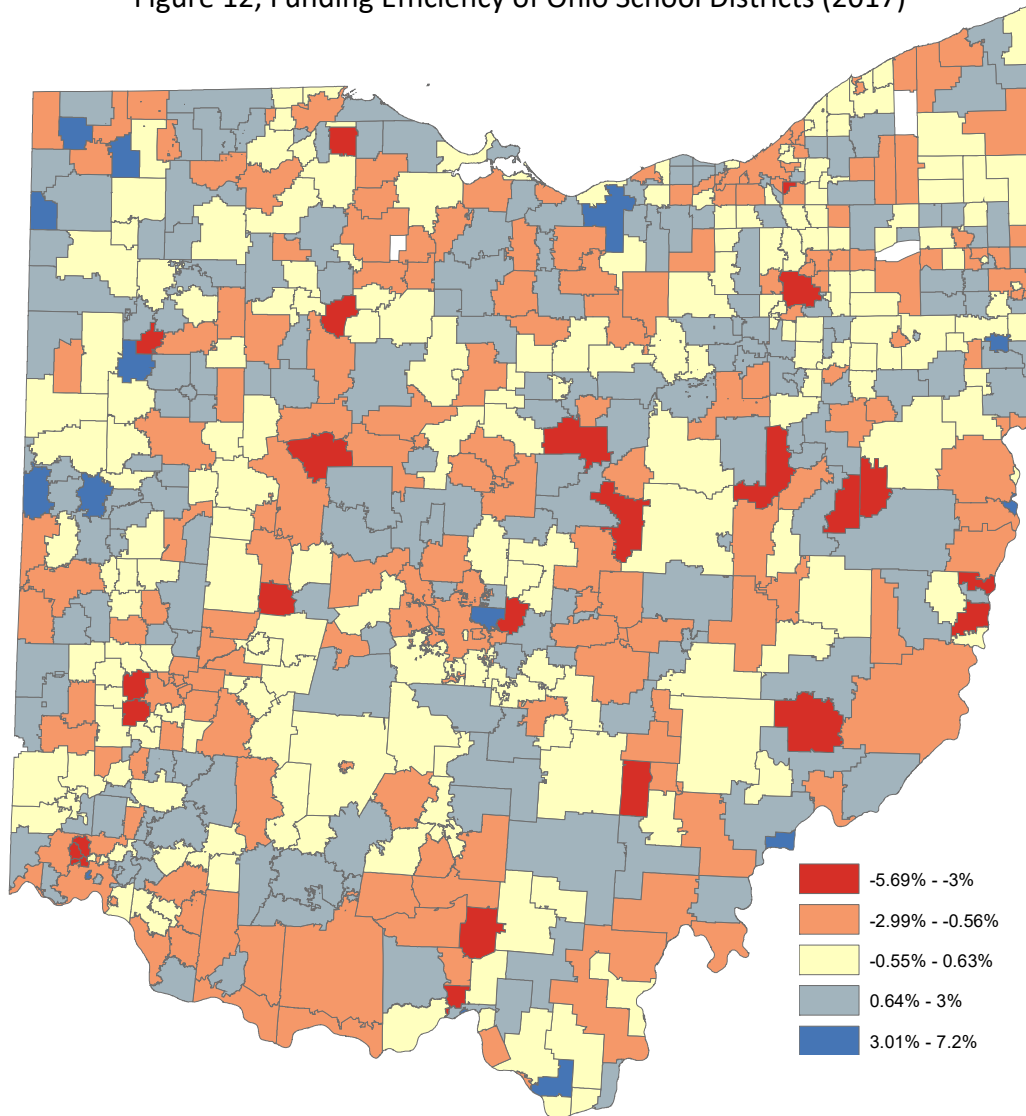 Figure 12, Funding Efficiency of Ohio School Districts (2017)
-5.69% - -3%
-2.99% - -0.56%
-0.55% - 0.63%
0.64% - 3%
3.01% - 7.2%